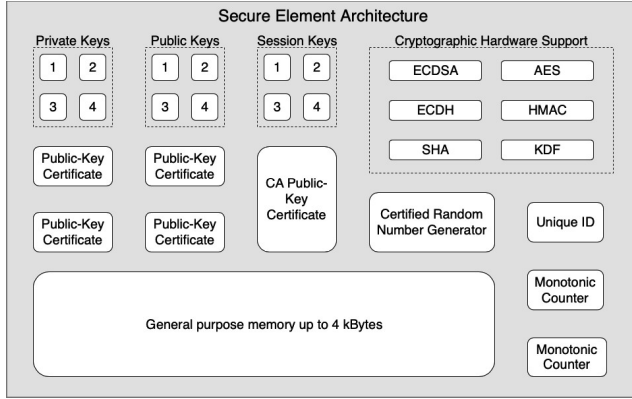 Secure Element Architecture
Private Keys
Public Keys
Session Keys
Cryptographic Hardware Support
1 2
1 2
1 2
ECDSA
AES
3 4
3 4
3 4
ECDH
HMAC
SHA
KDF
Public-Key
Certificate
Public-Key
Certificate
CA Public-
Key
Certificate
Certified Random
Number Generator
Unique ID
Public-Key
Certificate
Public-Key
Certificate
General purpose memory up to 4 kBytes
Monotonic
Counter
Monotonic
Counter